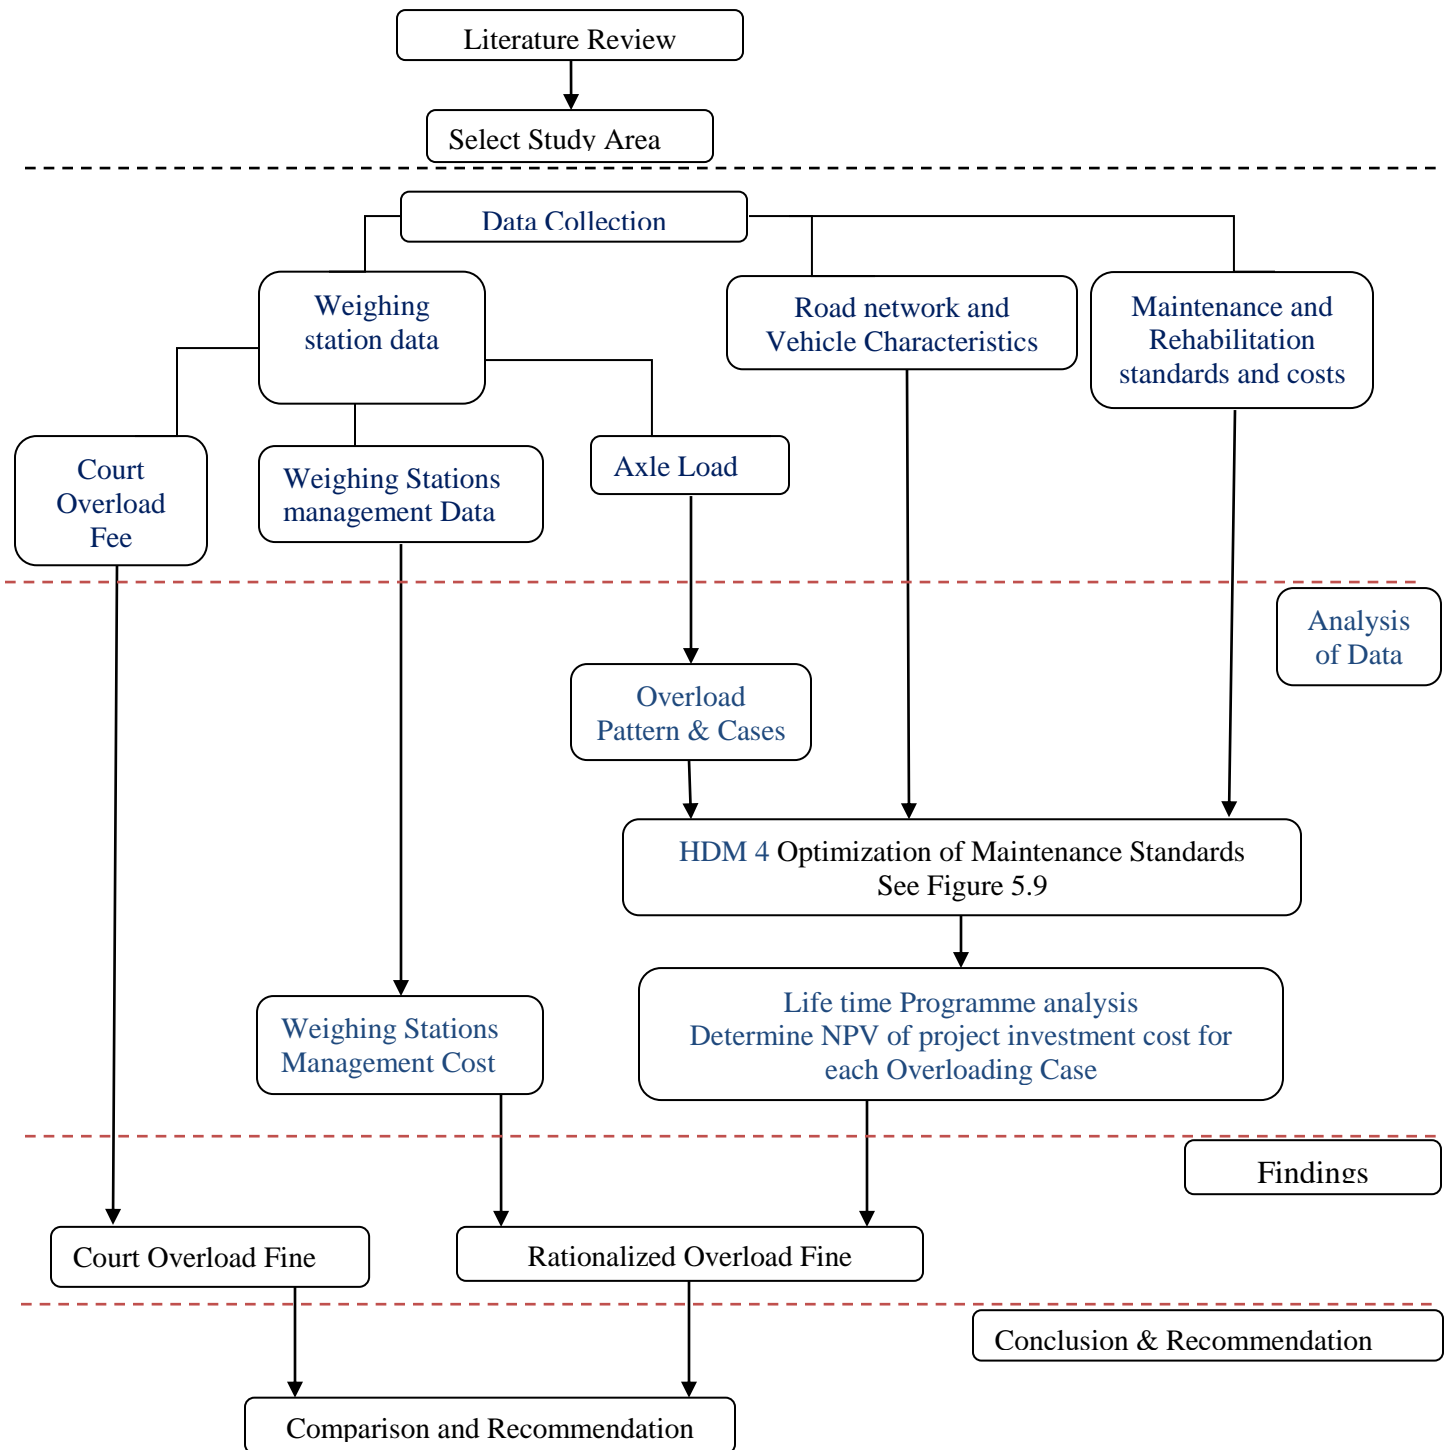 Literature Review
Select Study Area
Data Collection
Weighing
station data
Road network and
Vehicle Characteristics
Maintenance and
Rehabilitation
standards and costs
Court
Overload
Fee
Weighing Stations
management Data
Axle Load
Analysis
of Data
Overload
Pattern & Cases
HDM 4 Optimization of Maintenance Standards
See Figure 5.9
Life time Programme analysis
Determine NPV of project investment cost for
each Overloading Case
Weighing Stations
Management Cost
Findings
Court Overload Fine
Rationalized Overload Fine
Conclusion & Recommendation
Comparison and Recommendation